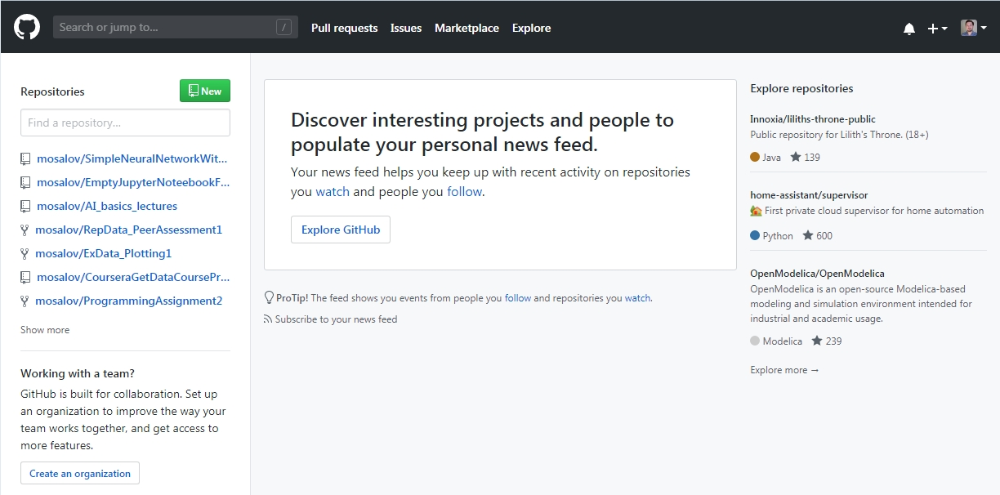 Search or jump to...
/
Pull requests
Issues
Marketplace
Explore
Repositories
New
Find a repository...
mosalov/SimpleNeuralNetworkWit...
mosalov/EmptyJupyterNoteebookF...
mosalov/AI_basics_lectures
mosalov/RepData_PeerAssessment1
mosalov/ExData_Plotting1
mosalov/CourseraGetDataCoursePr...
mosalov/ProgrammingAssignment2
Show more
Working with a team?
GitHub is built for collaboration. Set up
an organization to improve the way your
team works together, and get access to
more features.
Create an organization
Discover interesting projects and people to
populate your personal news feed.
Your news feed helps you keep up with recent activity on repositories
you watch and people you follow.
Explore GitHub
ProTip! The feed shows you events from people you follow and repositories you watch.
Subscribe to your news feed
Explore repositories
Innoxia/liliths-throne-public
Public repository for Lilith's Throne. (18+)
Java ★ 139
home-assistant/supervisor
🏡 First private cloud supervisor for home automation
Python ★ 600
OpenModelica/OpenModelica
OpenModelica is an open-source Modelica-based
modeling and simulation environment intended for
industrial and academic usage.
Modelica ★ 239
Explore more →